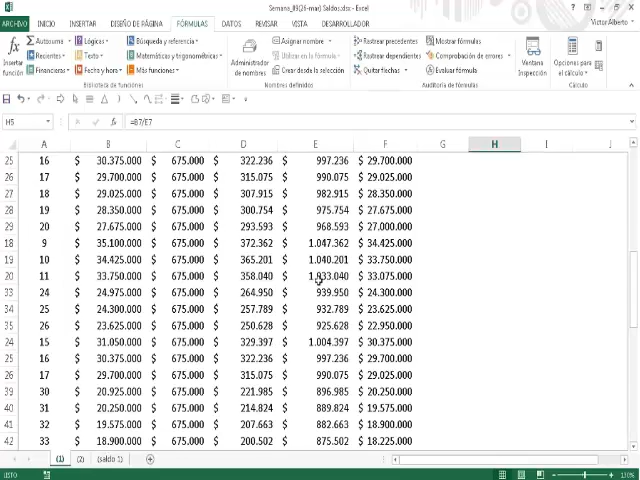 Semana_09(26-mar) Saldos.xlsx - Excel
ARCHIVO INICIO INSERTAR DISEÑO DE PÁGINA FÓRMULAS DATOS REVISAR VISTA DESARROLLADOR Victor Alberto
Autosuma Lógicas Búsqueda y referencia Asignar nombre Rastrear precedentes Mostrar fórmulas
Recientes Texto Matemáticas y trigonométricas Utilizar en la fórmula Rastrear dependientes Comprobación de errores
Financieras Fecha y hora Más funciones Crear desde la selección Quitar flechas Evaluar fórmula
Insertar función Administrador de nombres Ventana Inspección Opciones para el cálculo
Biblioteca de funciones Nombres definidos Auditoría de fórmulas Cálculo
H5 =B7/E7
A B C D E F G H I J
25 16 $ 30.375.000 $ 675.000 $ 322.236 $ 997.236 $ 29.700.000
26 17 $ 29.700.000 $ 675.000 $ 315.075 $ 990.075 $ 29.025.000
27 18 $ 29.025.000 $ 675.000 $ 307.915 $ 982.915 $ 28.350.000
28 19 $ 28.350.000 $ 675.000 $ 300.754 $ 975.754 $ 27.675.000
29 20 $ 27.675.000 $ 675.000 $ 293.593 $ 968.593 $ 27.000.000
18 9 $ 35.100.000 $ 675.000 $ 372.362 $ 1.047.362 $ 34.425.000
19 10 $ 34.425.000 $ 675.000 $ 365.201 $ 1.040.201 $ 33.750.000
20 11 $ 33.750.000 $ 675.000 $ 358.040 $ 1.033.040 $ 33.075.000
33 24 $ 24.975.000 $ 675.000 $ 264.950 $ 939.950 $ 24.300.000
34 25 $ 24.300.000 $ 675.000 $ 257.789 $ 932.789 $ 23.625.000
35 26 $ 23.625.000 $ 675.000 $ 250.628 $ 925.628 $ 22.950.000
24 15 $ 31.050.000 $ 675.000 $ 329.397 $ 1.004.397 $ 30.375.000
25 16 $ 30.375.000 $ 675.000 $ 322.236 $ 997.236 $ 29.700.000
26 17 $ 29.700.000 $ 675.000 $ 315.075 $ 990.075 $ 29.025.000
39 30 $ 20.925.000 $ 675.000 $ 221.985 $ 896.985 $ 20.250.000
40 31 $ 20.250.000 $ 675.000 $ 214.824 $ 889.824 $ 19.575.000
41 32 $ 19.575.000 $ 675.000 $ 207.663 $ 882.663 $ 18.900.000
42 33 $ 18.900.000 $ 675.000 $ 200.502 $ 875.502 $ 18.225.000
(1) (2) (saldo 1)
LISTO 130%